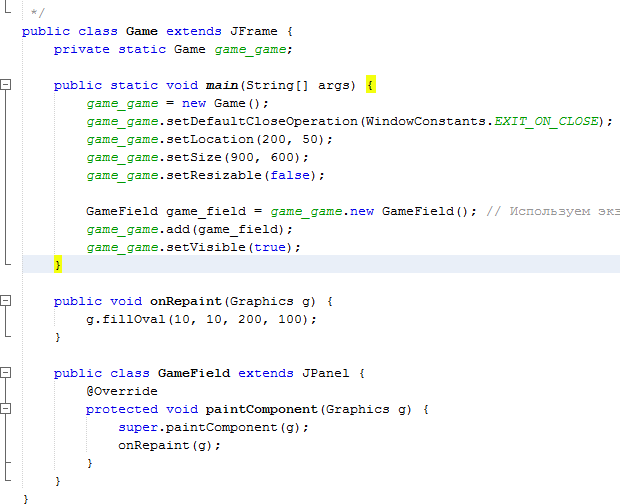 */
public class Game extends JFrame {
    private static Game game_game;

    public static void main(String[] args) {
        game_game = new Game();
        game_game.setDefaultCloseOperation(WindowConstants.EXIT_ON_CLOSE);
        game_game.setLocation(200, 50);
        game_game.setSize(900, 600);
        game_game.setResizable(false);

        GameField game_field = game_game.new GameField(); // Используем
        game_game.add(game_field);
        game_game.setVisible(true);
    }

    public void onRepaint(Graphics g) {
        g.fillOval(10, 10, 200, 100);
    }

    public class GameField extends JPanel {
        @Override
        protected void paintComponent(Graphics g) {
            super.paintComponent(g);
            onRepaint(g);
        }
    }
}